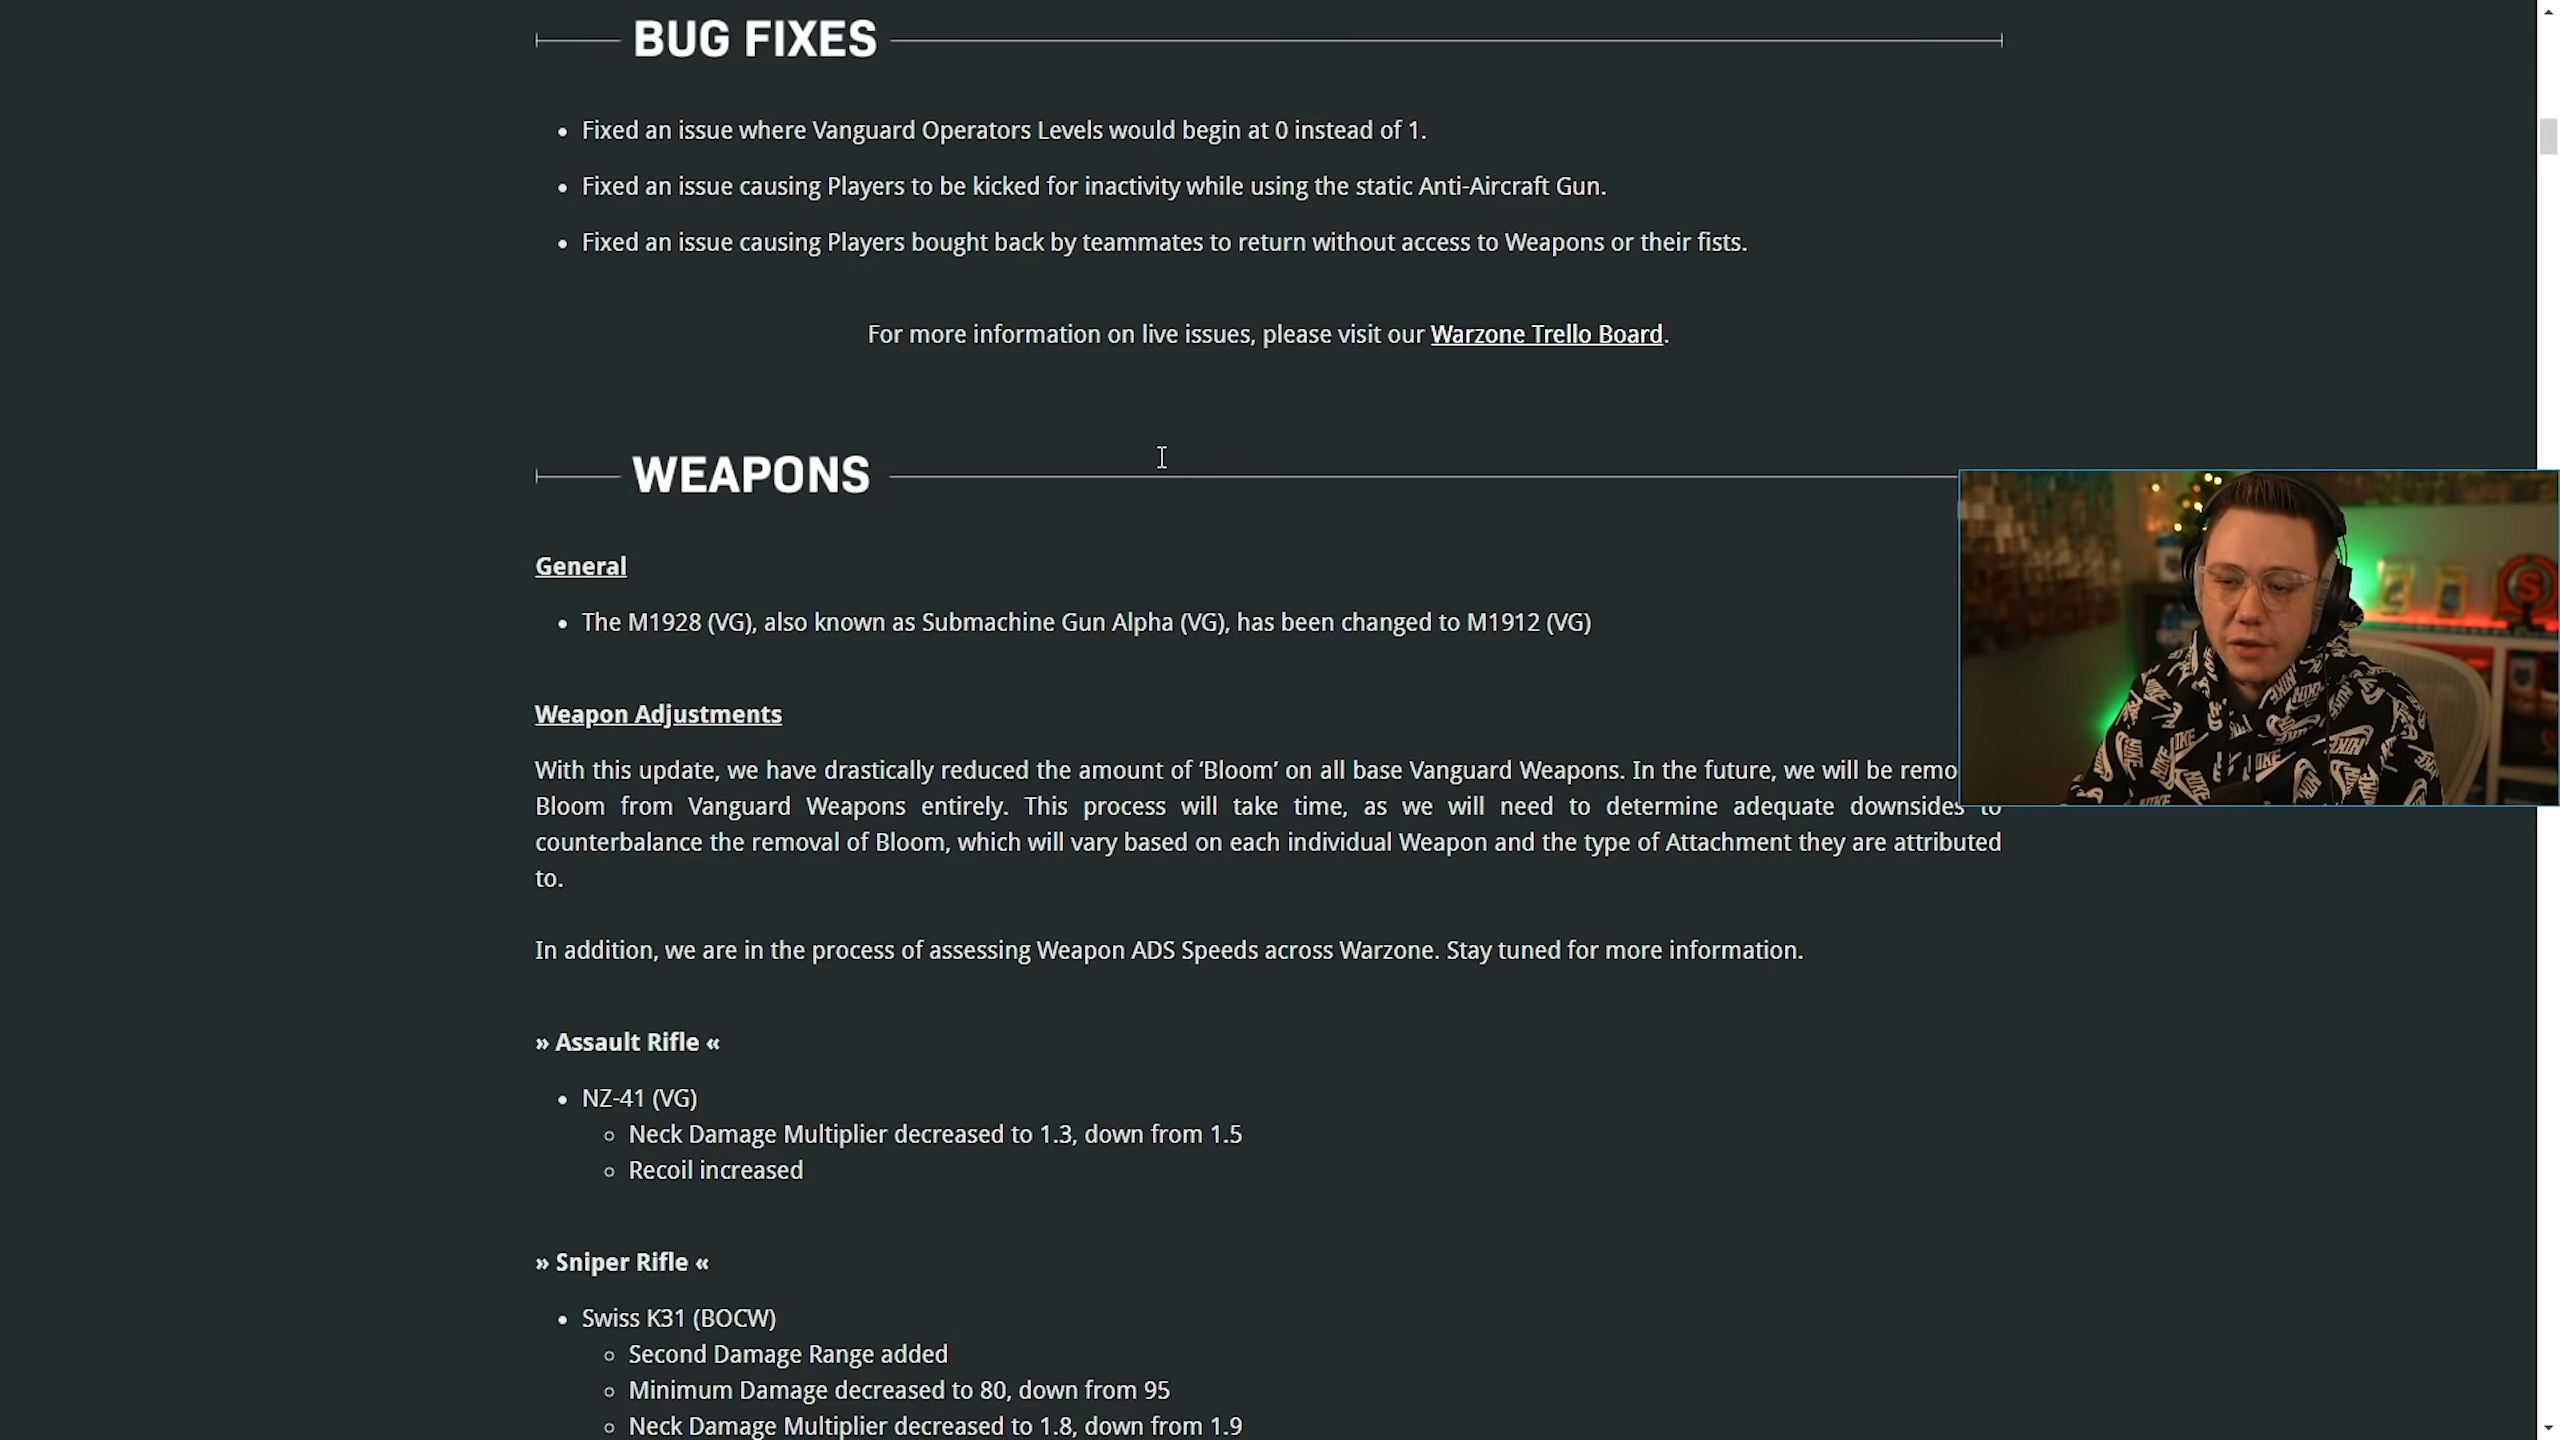 BUG FIXES
Fixed an issue where Vanguard Operators Levels would begin at 0 instead of 1.
Fixed an issue causing Players to be kicked for inactivity while using the static Anti-Aircraft Gun.
Fixed an issue causing Players bought back by teammates to return without access to Weapons or their fists.
For more information on live issues, please visit our Warzone Trello Board.
WEAPONS
General
The M1928 (VG), also known as Submachine Gun Alpha (VG), has been changed to M1912 (VG)
Weapon Adjustments
With this update, we have drastically reduced the amount of ‘Bloom’ on all base Vanguard Weapons. In the future, we will be remo
Bloom from Vanguard Weapons entirely. This process will take time, as we will need to determine adequate downsides to
counterbalance the removal of Bloom, which will vary based on each individual Weapon and the type of Attachment they are attributed
to.
In addition, we are in the process of assessing Weapon ADS Speeds across Warzone. Stay tuned for more information.
» Assault Rifle «
NZ-41 (VG)
Neck Damage Multiplier decreased to 1.3, down from 1.5
Recoil increased
» Sniper Rifle «
Swiss K31 (BOCW)
Second Damage Range added
Minimum Damage decreased to 80, down from 95
Neck Damage Multiplier decreased to 1.8, down from 1.9